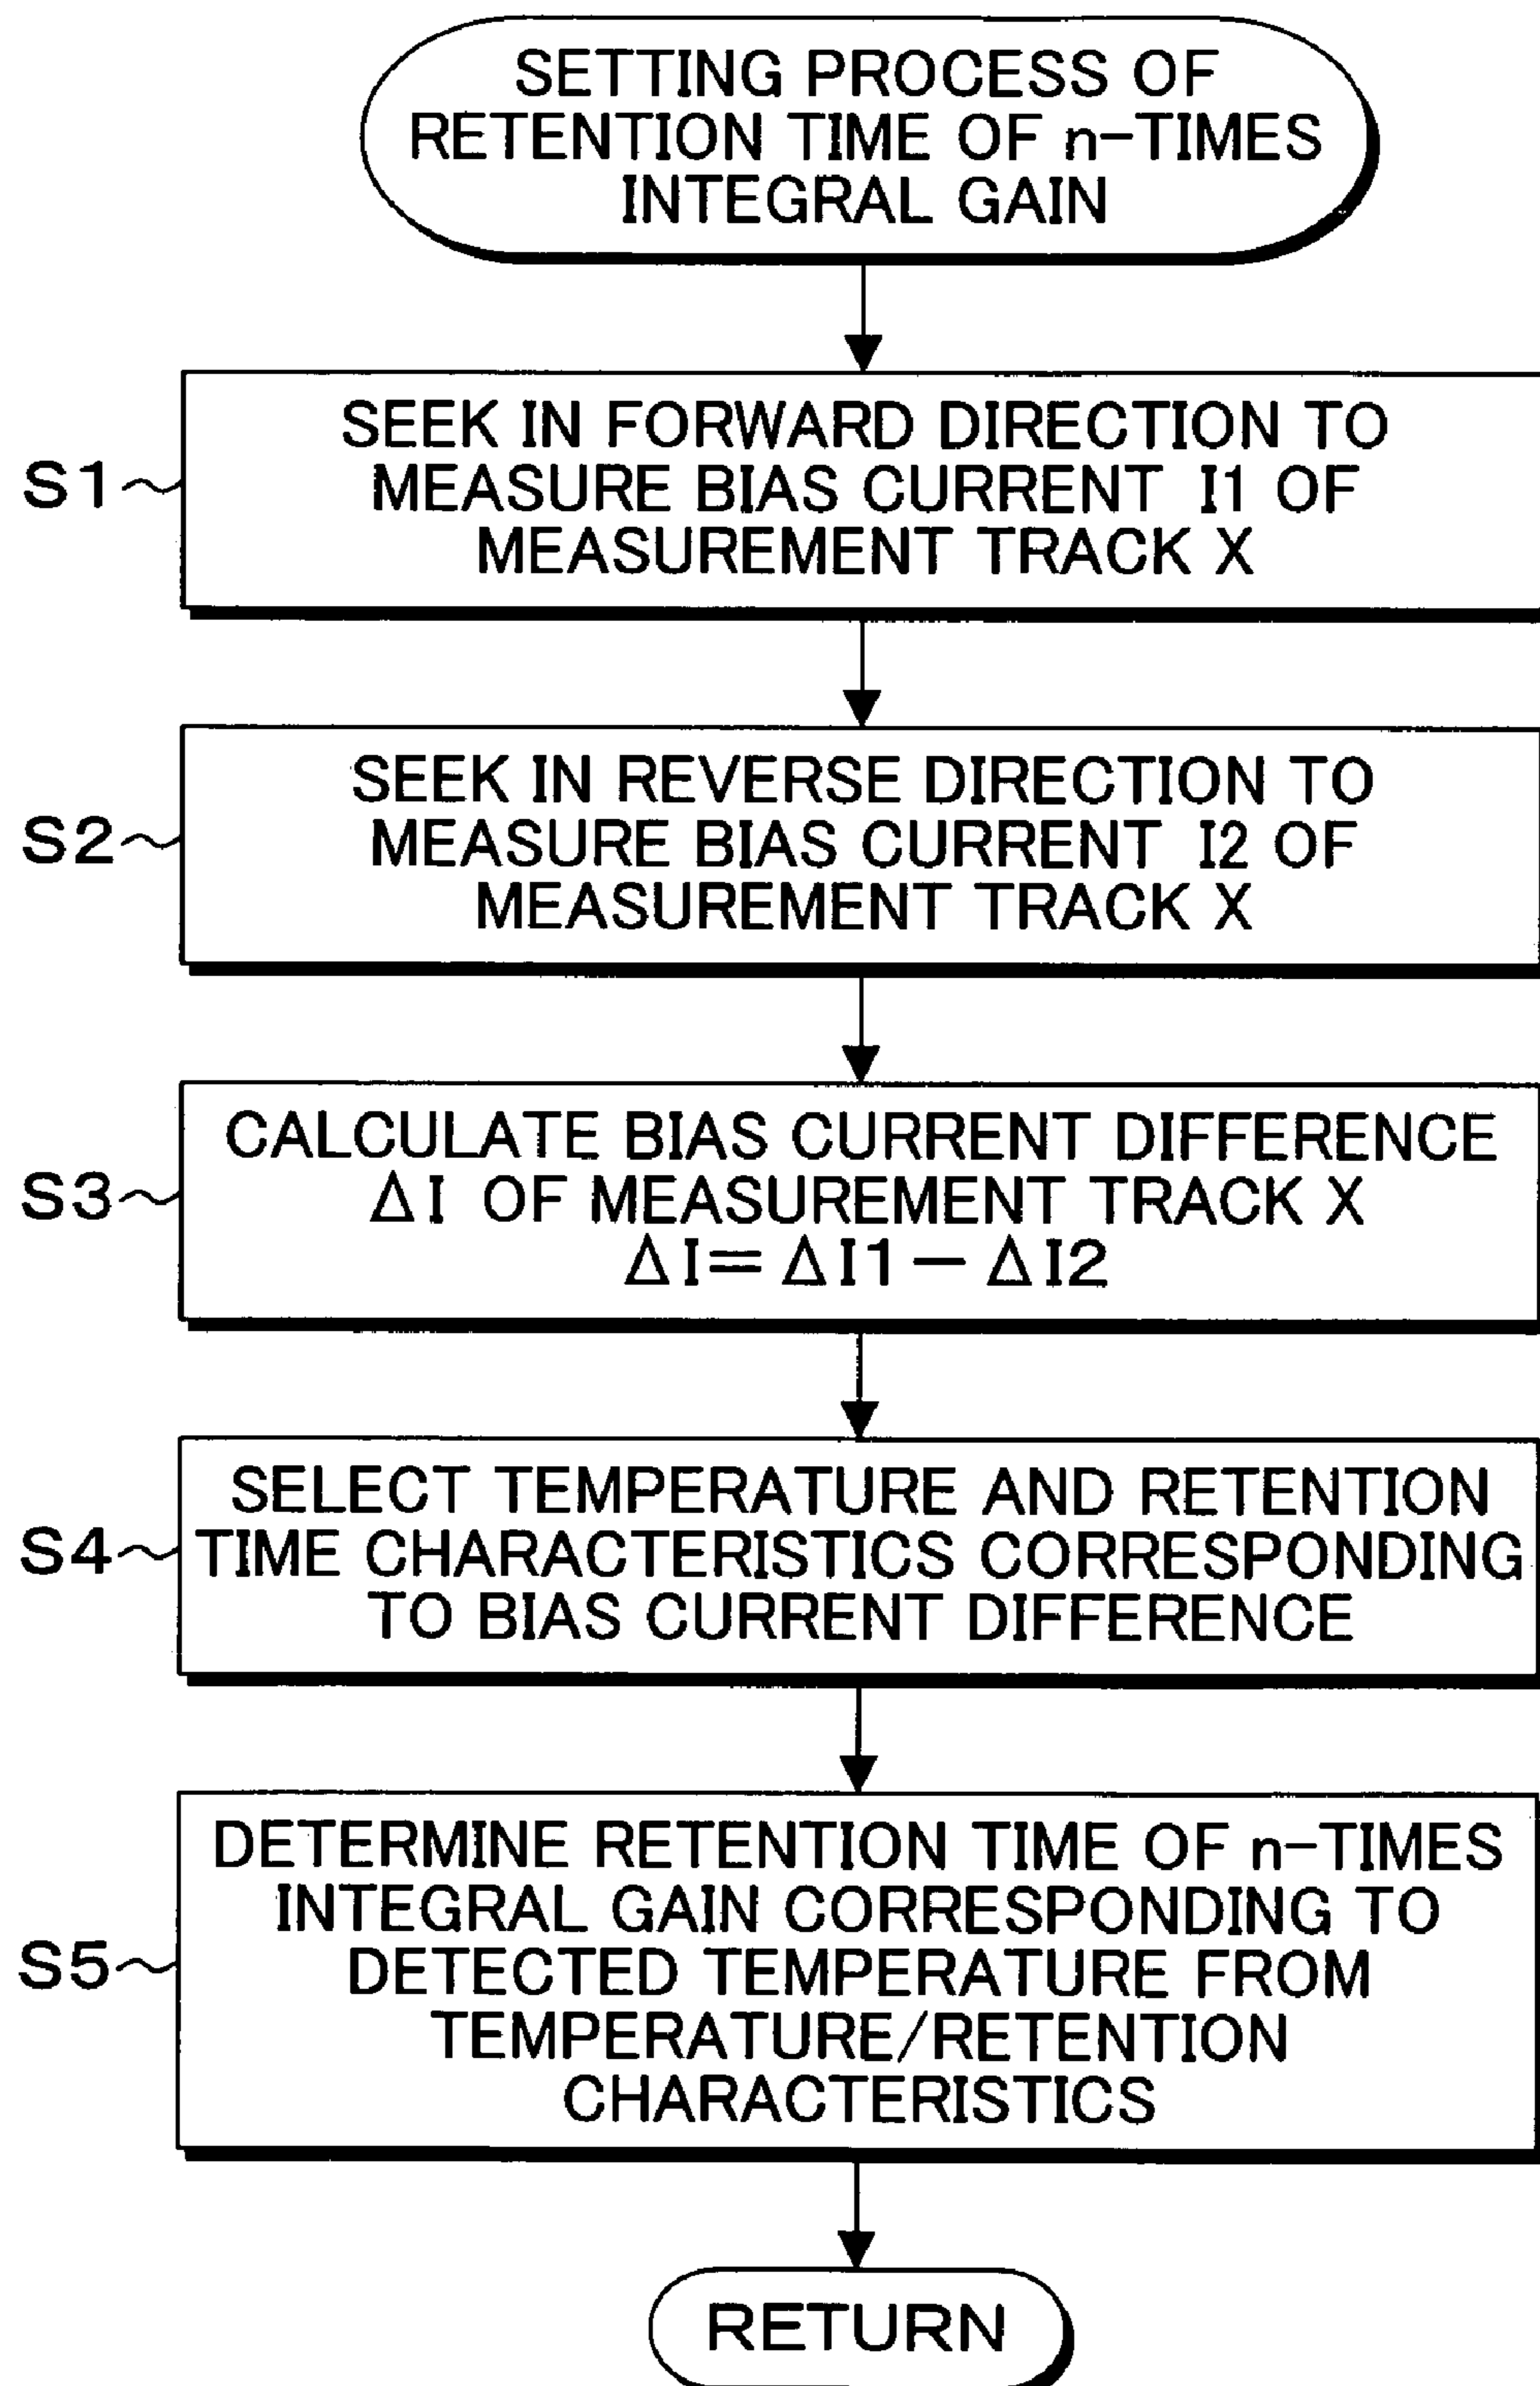 SETTING PROCESS OF
RETENTION TIME OF n-TIMES
INTEGRAL GAIN
S1
SEEK IN FORWARD DIRECTION TO
MEASURE BIAS CURRENT I1 OF
MEASUREMENT TRACK X
S2
SEEK IN REVERSE DIRECTION TO
MEASURE BIAS CURRENT I2 OF
MEASUREMENT TRACK X
S3
CALCULATE BIAS CURRENT DIFFERENCE
ΔI OF MEASUREMENT TRACK X
ΔI=ΔI1-ΔI2
S4
SELECT TEMPERATURE AND RETENTION
TIME CHARACTERISTICS CORRESPONDING
TO BIAS CURRENT DIFFERENCE
S5
DETERMINE RETENTION TIME OF n-TIMES
INTEGRAL GAIN CORRESPONDING TO
DETECTED TEMPERATURE FROM
TEMPERATURE/RETENTION
CHARACTERISTICS
RETURN